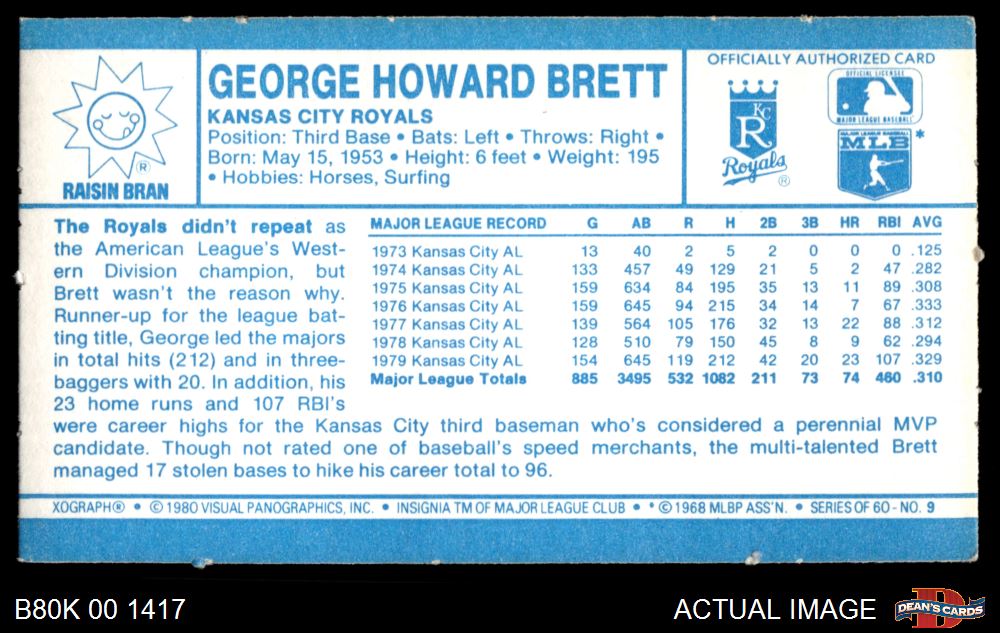 RAISIN BRAN
®
GEORGE HOWARD BRETT
KANSAS CITY ROYALS
Position: Third Base • Bats: Left • Throws: Right •
Born: May 15, 1953 • Height: 6 feet • Weight: 195
• Hobbies: Horses, Surfing
OFFICIALLY AUTHORIZED CARD
KC
R
Royals
®
OFFICIAL LICENSEE
MAJOR LEAGUE BASEBALL
MAJOR LEAGUE BASEBALL
MLB *
The Royals didn't repeat as
the American League's West-
ern Division champion, but
Brett wasn't the reason why.
Runner-up for the league bat-
ting title, George led the majors
in total hits (212) and in three-
baggers with 20. In addition, his
23 home runs and 107 RBI's
were career highs for the Kansas City third baseman who's considered a perennial MVP
candidate. Though not rated one of baseball's speed merchants, the multi-talented Brett
managed 17 stolen bases to hike his career total to 96.
MAJOR LEAGUE RECORD G AB R H 2B 3B HR RBI AVG
1973 Kansas City AL 13 40 2 5 2 0 0 0 .125
1974 Kansas City AL 133 457 49 129 21 5 2 47 .282
1975 Kansas City AL 159 634 84 195 35 13 11 89 .308
1976 Kansas City AL 159 645 94 215 34 14 7 67 .333
1977 Kansas City AL 139 564 105 176 32 13 22 88 .312
1978 Kansas City AL 128 510 79 150 45 8 9 62 .294
1979 Kansas City AL 154 645 119 212 42 20 23 107 .329
Major League Totals 885 3495 532 1082 211 73 74 460 .310
XOGRAPH® • © 1980 VISUAL PANOGRAPHICS, INC. • INSIGNIA TM OF MAJOR LEAGUE CLUB • * © 1968 MLBP ASS'N. • SERIES OF 60 - NO. 9
B80K 00 1417
ACTUAL IMAGE
D
DEAN'S CARDS